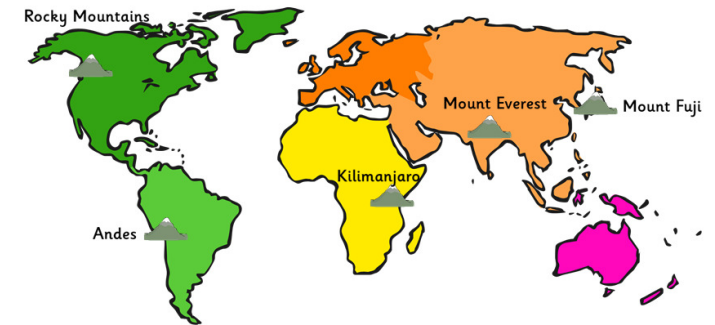 Rocky Mountains
Mount Everest
Mount Fuji
Kilimanjaro
Andes